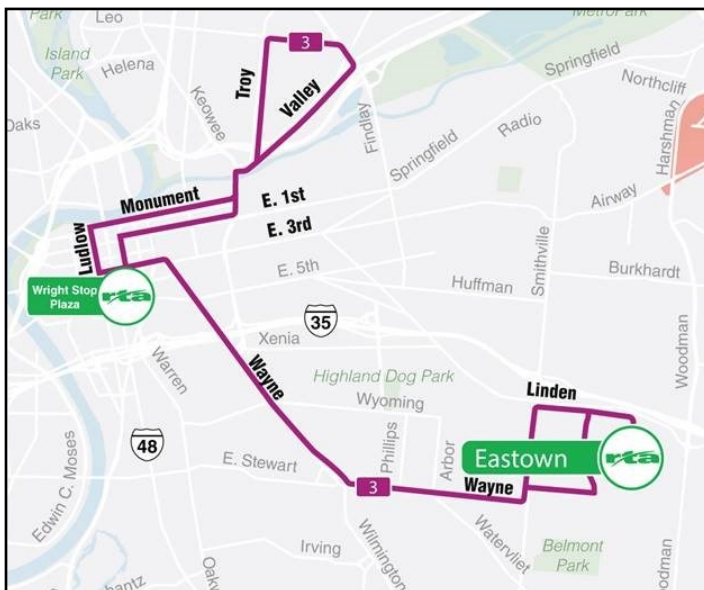 Park
Leo
MetroPark
3
Island
Park
Helena
Troy
Valley
Springfield
Keowee
Northcliff
Oaks
Findlay
Radio
Harshman
Springfield
Monument
E. 1st
Airway
E. 3rd
Ludlow
E. 5th
Smithville
Burkhardt
Wright Stop
Plaza
rta
Huffman
35
Xenia
Woodman
Wayne
Highland Dog Park
Warren
Linden
Wyoming
48
Phillips
Arbor
Eastown
rta
E. Stewart
Edwin C. Moses
3
Wayne
Watervliet
Wilmington
Irving
Belmont
Park